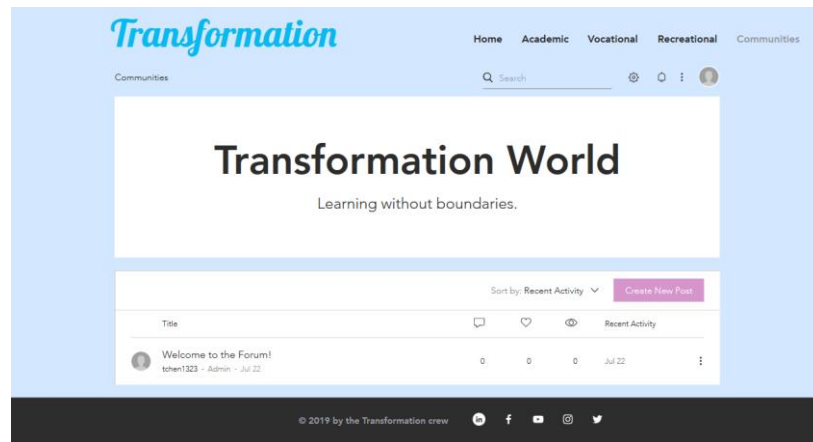 Transformation
Home Academic Vocational Recreational Communities
Communities
Search
Transformation World
Learning without boundaries.
Sort by: Recent Activity
Create New Post
Title
Recent Activity
Welcome to the Forum!
0 0 0 Jul 22
tchen1323 - Admin - Jul 22
© 2019 by the Transformation crew